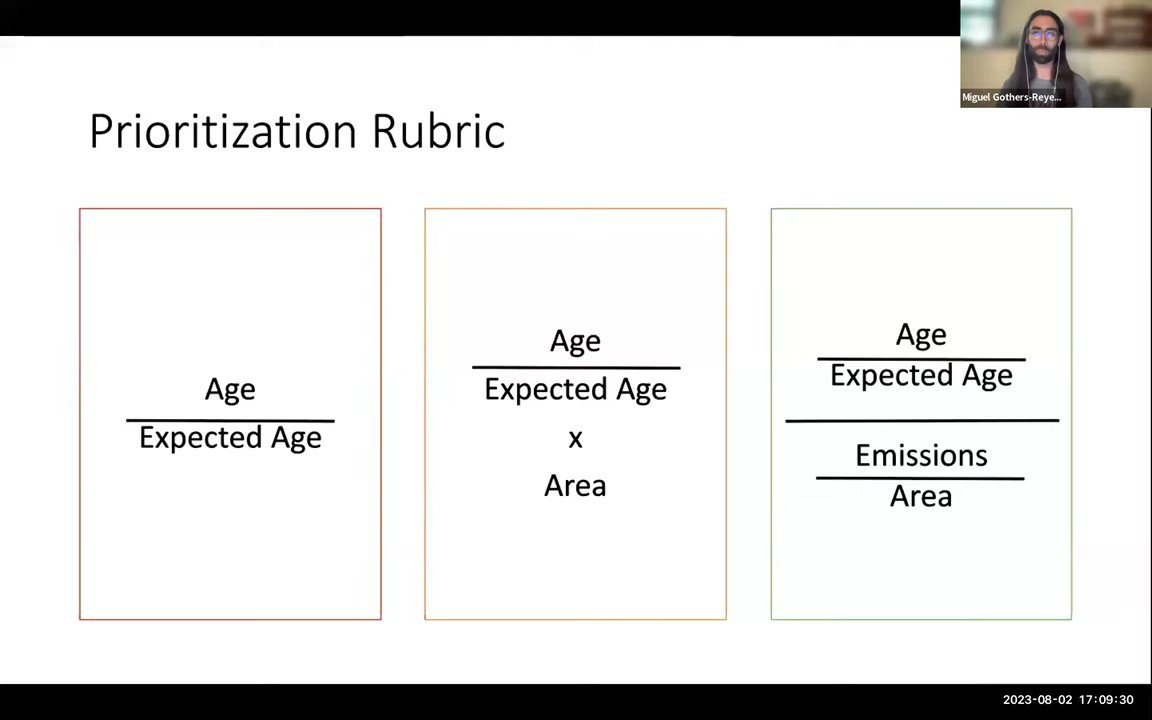 Miguel Gothers-Reye...
Prioritization Rubric
Age
Expected Age
Age
Expected Age
x
Area
Age
Expected Age
Emissions
Area
2023-08-02 17:09:30